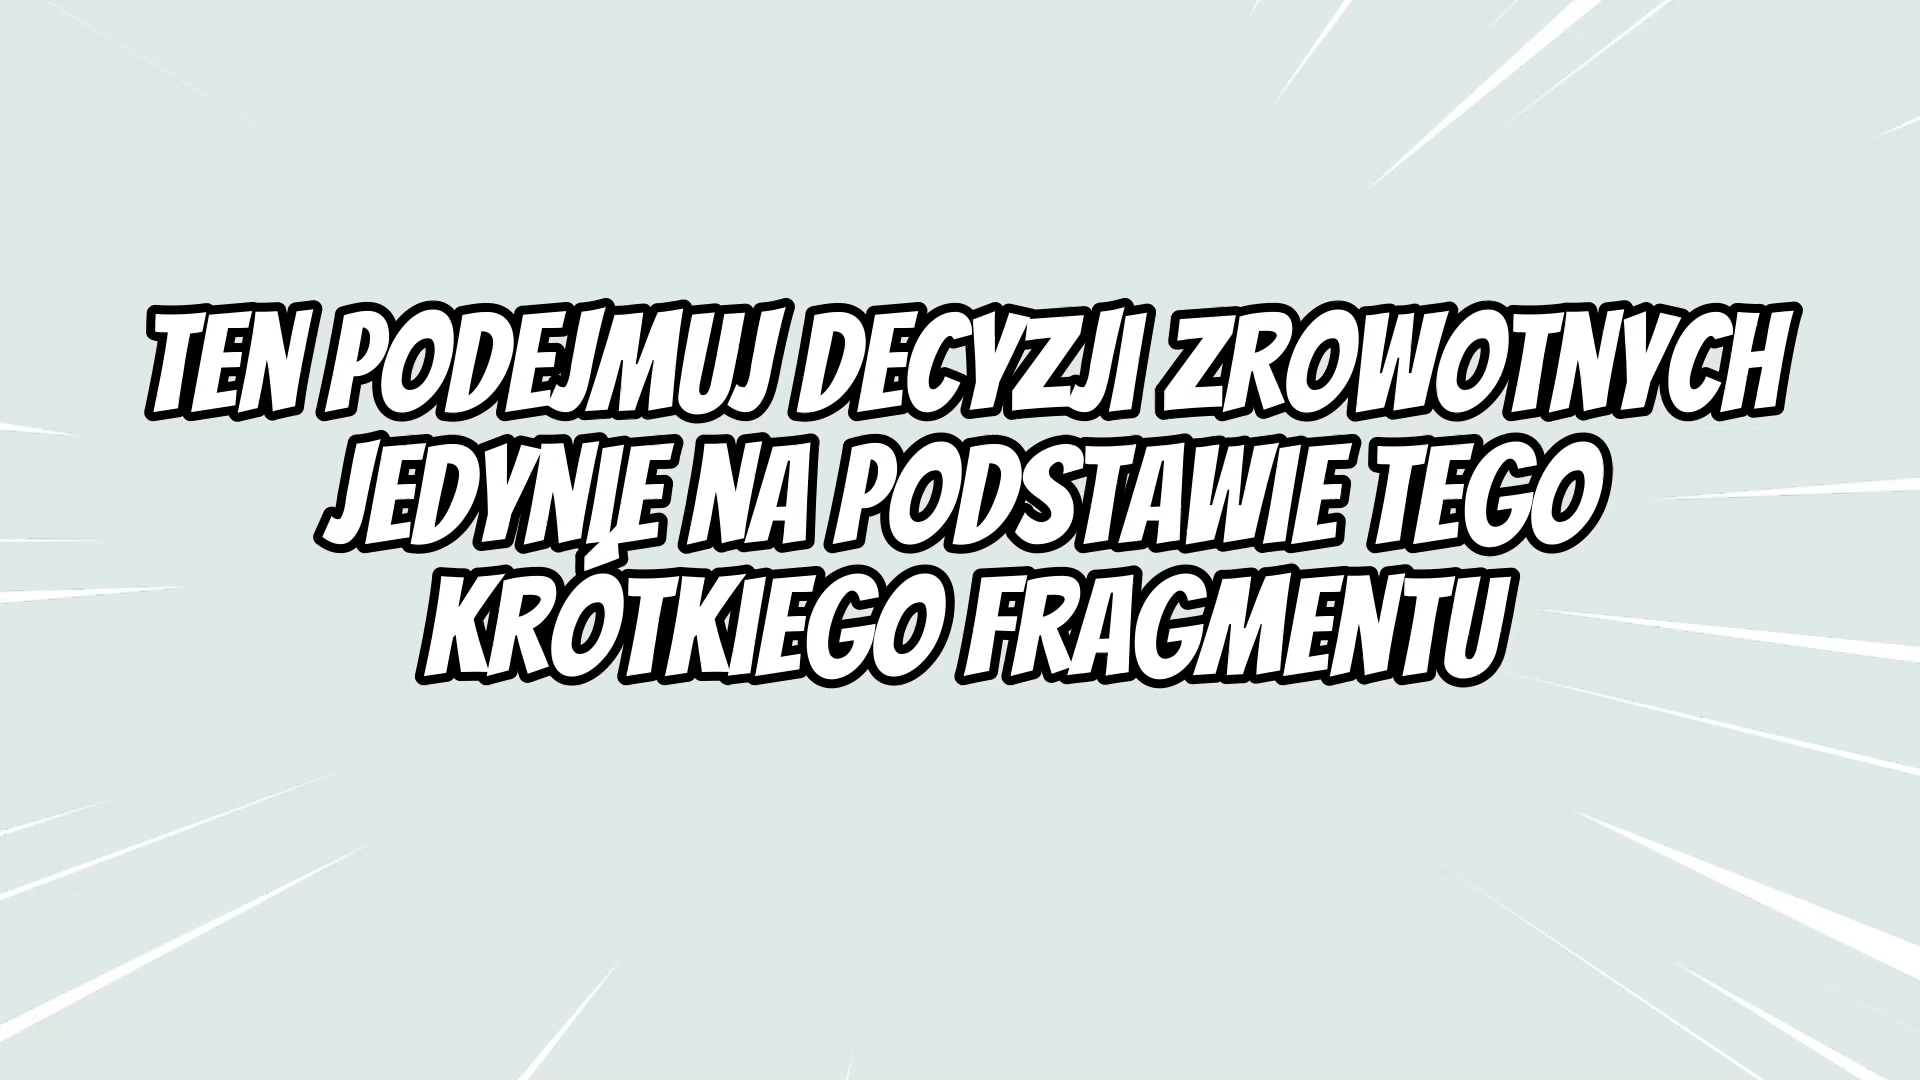 TEN PODEJMUJ DECYZJI ZROWOTNYCH
JEDYNIE NA PODSTAWIE TEGO
KRÓTKIEGO FRAGMENTU